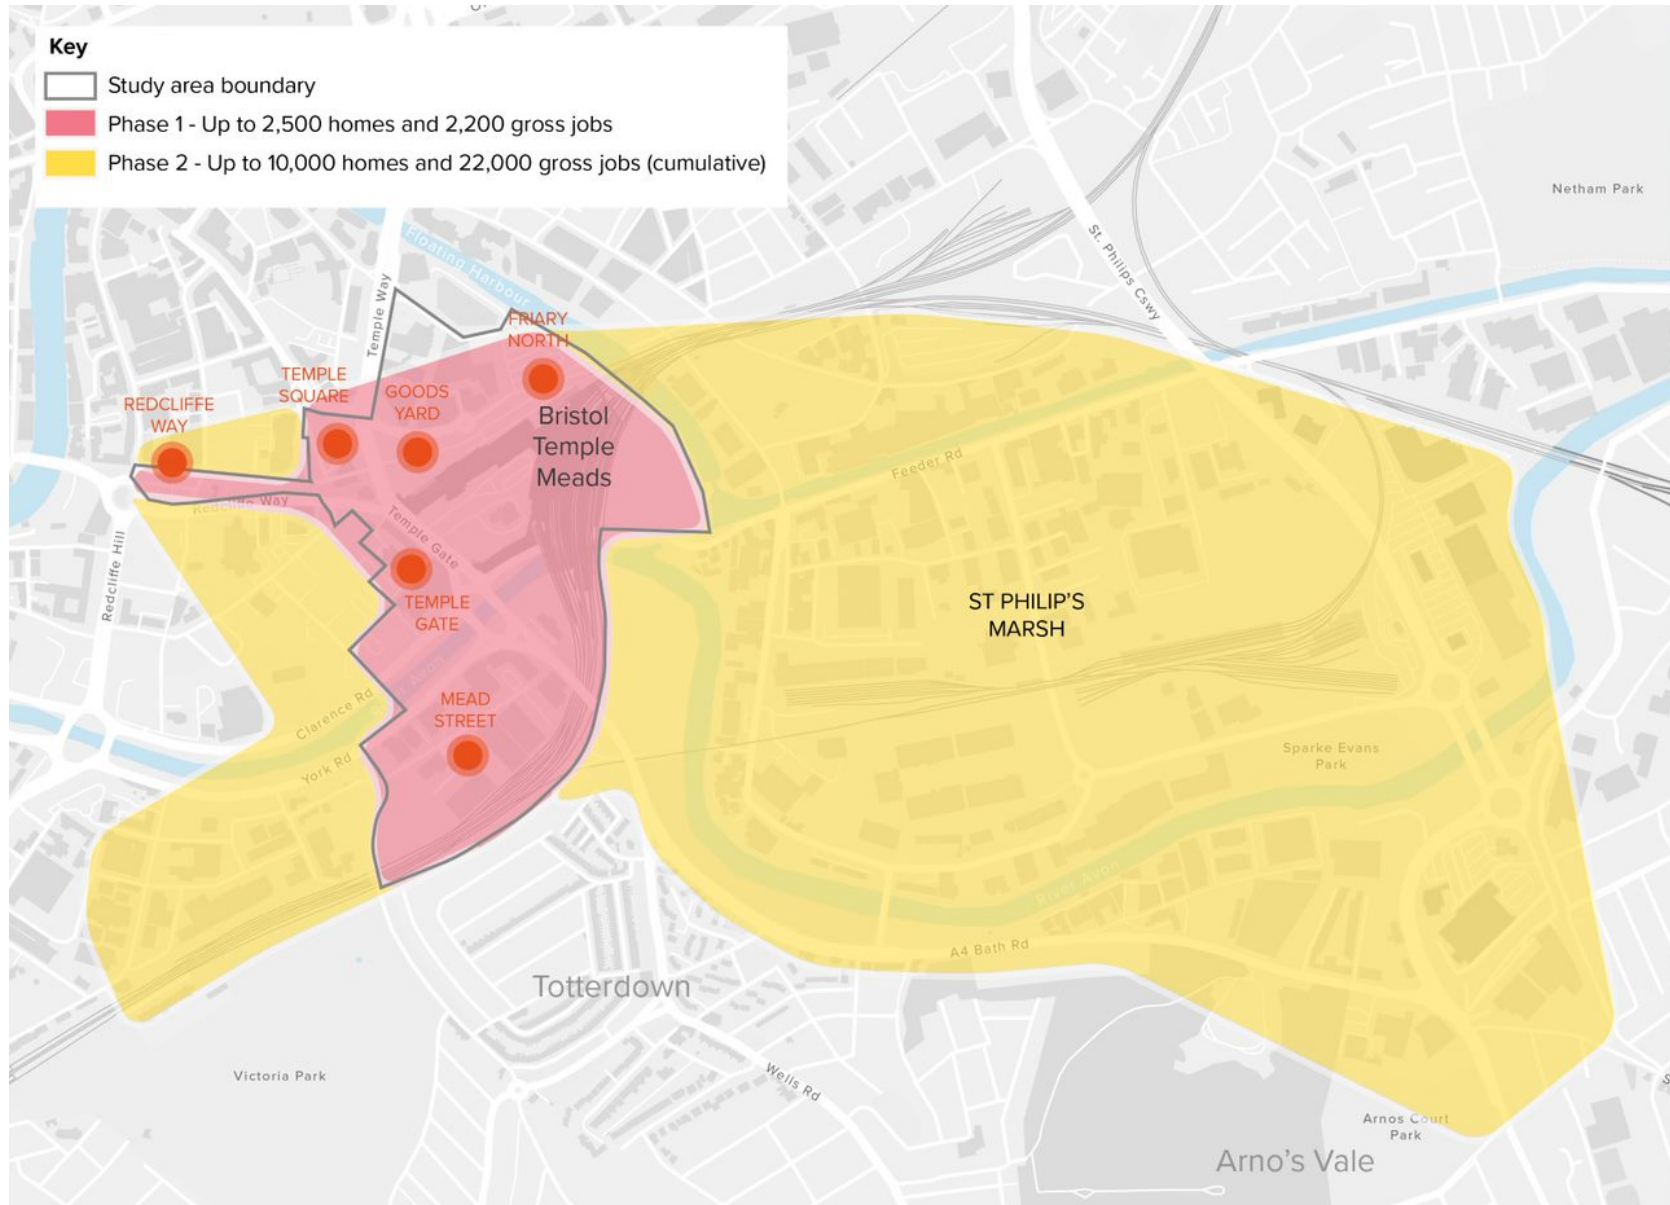 Key
Study area boundary
Phase 1 - Up to 2,500 homes and 2,200 gross jobs
Phase 2 - Up to 10,000 homes and 22,000 gross jobs (cumulative)
Netham Park
Floating Harbour
St. Philips Cswy
Temple Way
FRIARY
NORTH
TEMPLE
SQUARE
GOODS
YARD
REDCLIFFE
WAY
Bristol
Temple
Meads
Feeder Rd
Redcliffe Way
Temple Gate
Redcliffe Hill
TEMPLE
GATE
ST PHILIP'S
MARSH
Avon
Clarence Rd
MEAD
STREET
York Rd
Sparke Evans
Park
River Avon
A4 Bath Rd
Totterdown
Victoria Park
Wells Rd
Arnos Court
Park
Arno's Vale